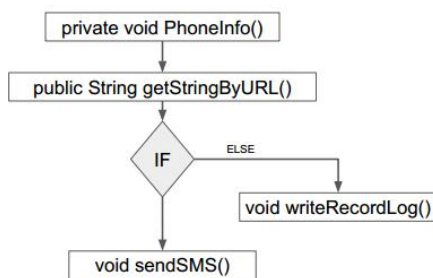 private void PhoneInfo()
public String getStringByURL()
IF
ELSE
void writeRecordLog()
void sendSMS()